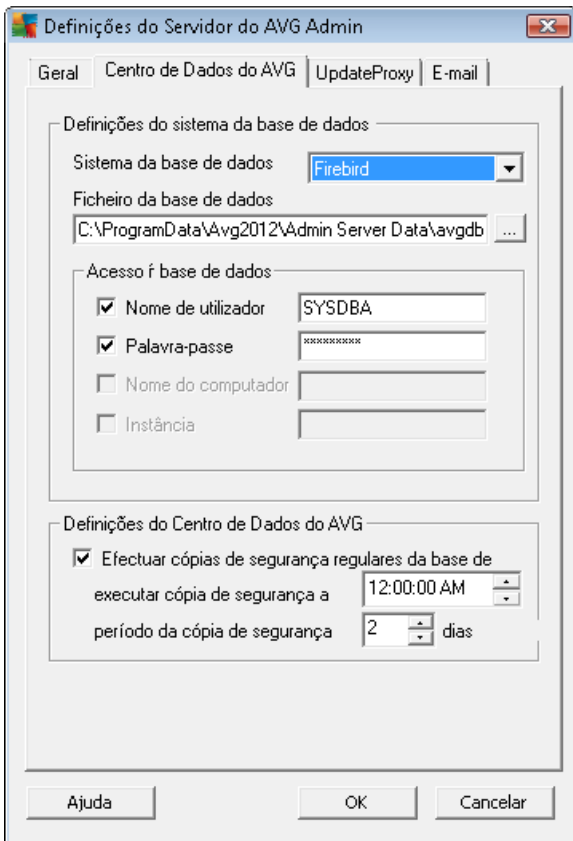 Definições do Servidor do AVG Admin
Geral Centro de Dados do AVG UpdateProxy E-mail
Definições do sistema da base de dados
Sistema da base de dados Firebird
Ficheiro da base de dados
C:\ProgramData\Avg2012\Admin Server Data\avgdb ...
Acesso ŕ base de dados
Nome de utilizador SYSDBA
Palavra-passe *********
Nome do computador
Instância
Definições do Centro de Dados do AVG
Efectuar cópias de segurança regulares da base de
executar cópia de segurança a 12:00:00 AM
período da cópia de segurança 2 dias
Ajuda OK Cancelar